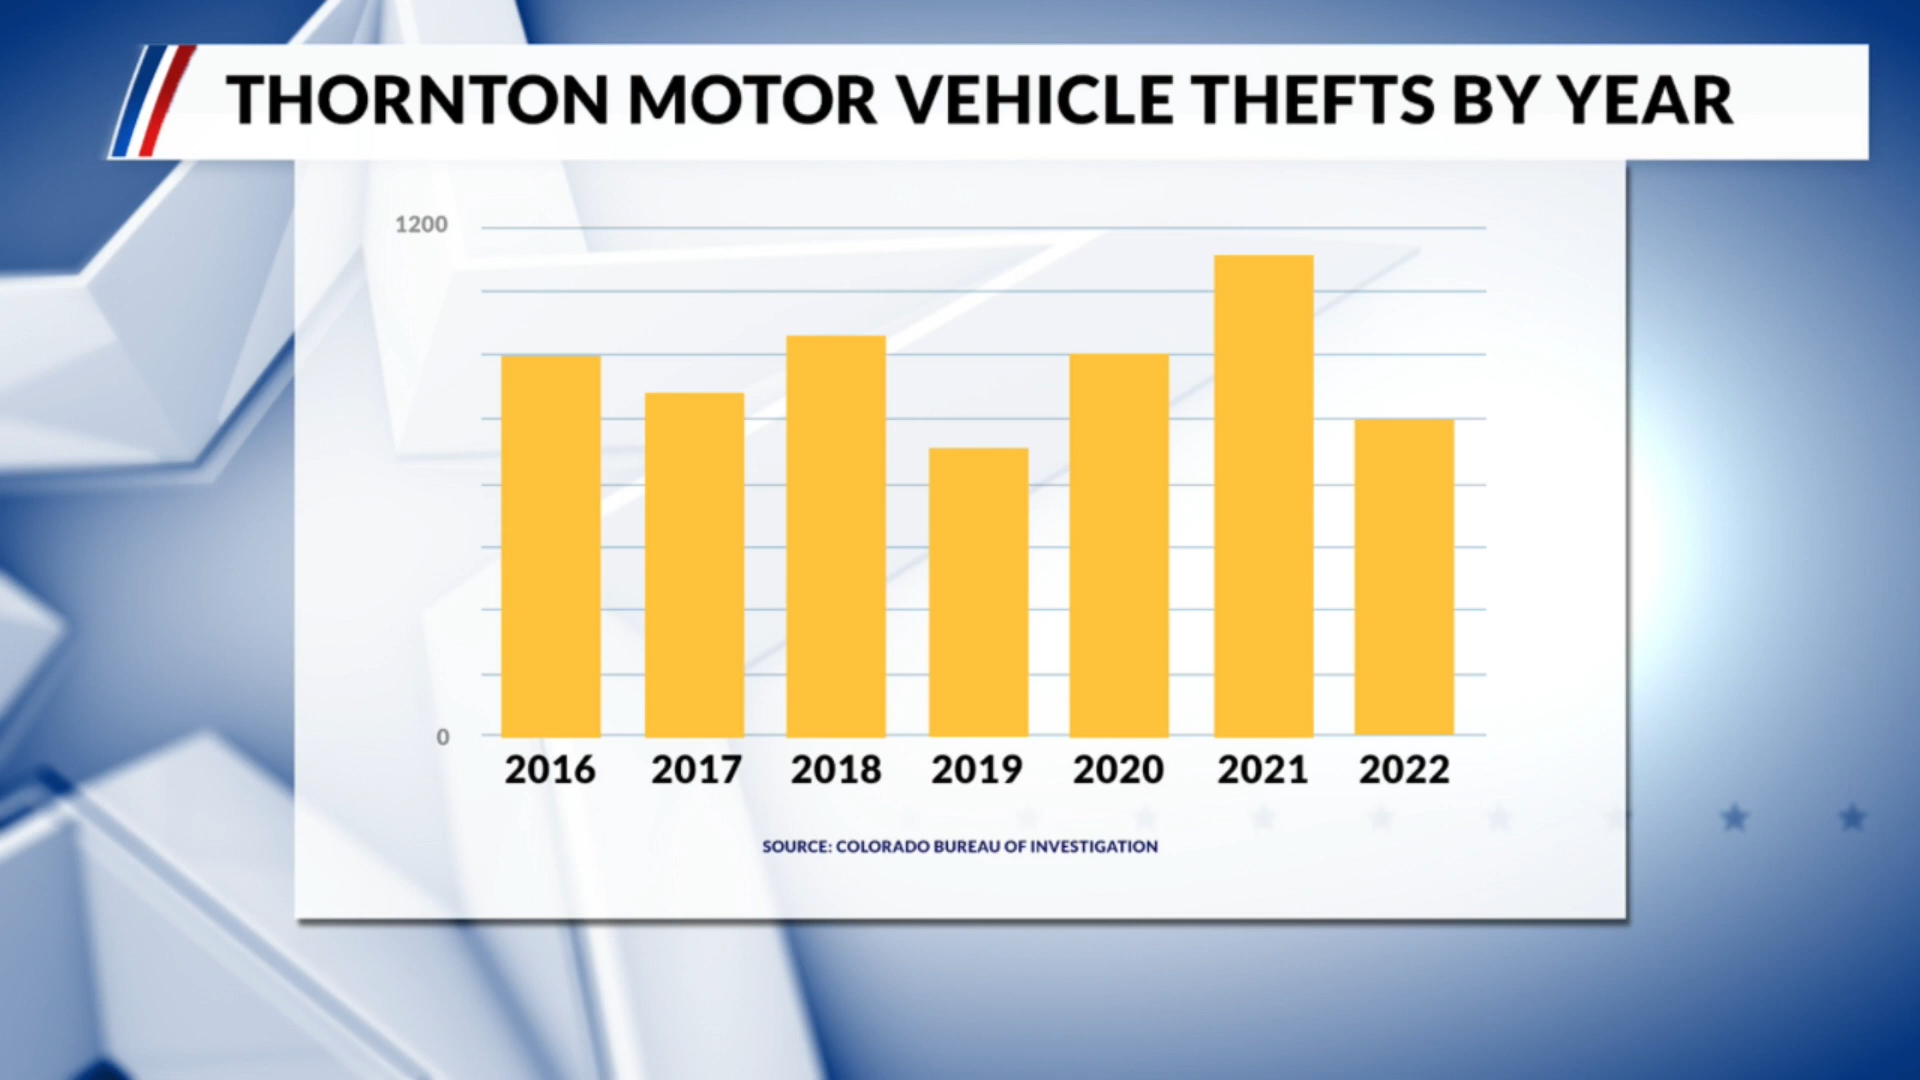 THORNTON MOTOR VEHICLE THEFTS BY YEAR
1200
0
2016 2017 2018 2019 2020 2021 2022
SOURCE: COLORADO BUREAU OF INVESTIGATION